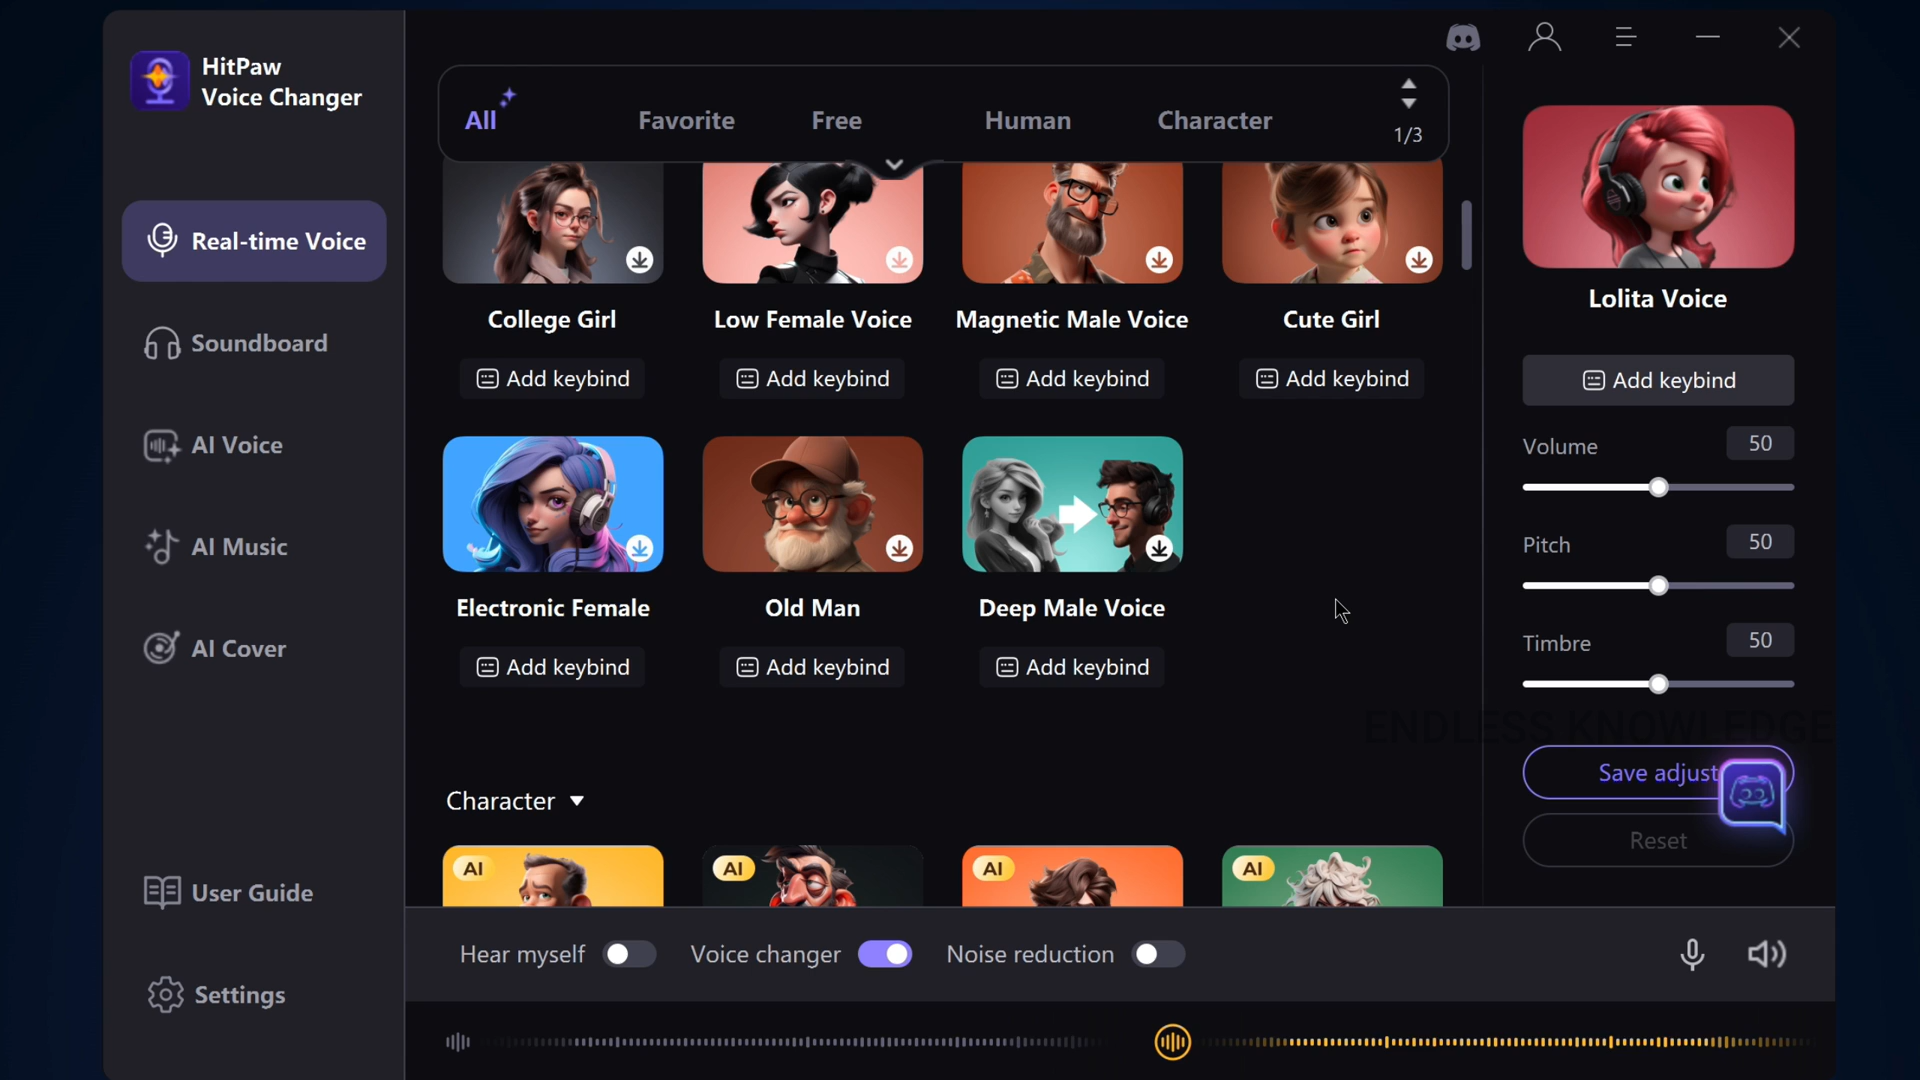 HitPaw
Voice Changer
Real-time Voice
Soundboard
AI Voice
AI Music
AI Cover
User Guide
Settings
All
Favorite
Free
Human
Character
1/3
College Girl
Low Female Voice
Magnetic Male Voice
Cute Girl
Add keybind
Add keybind
Add keybind
Add keybind
Electronic Female
Old Man
Deep Male Voice
Add keybind
Add keybind
Add keybind
Character
AI
AI
AI
AI
Lolita Voice
Add keybind
Volume
50
Pitch
50
Timbre
50
ENDLESS KNOWLEDGE
Save adjust
Reset
Hear myself
Voice changer
Noise reduction